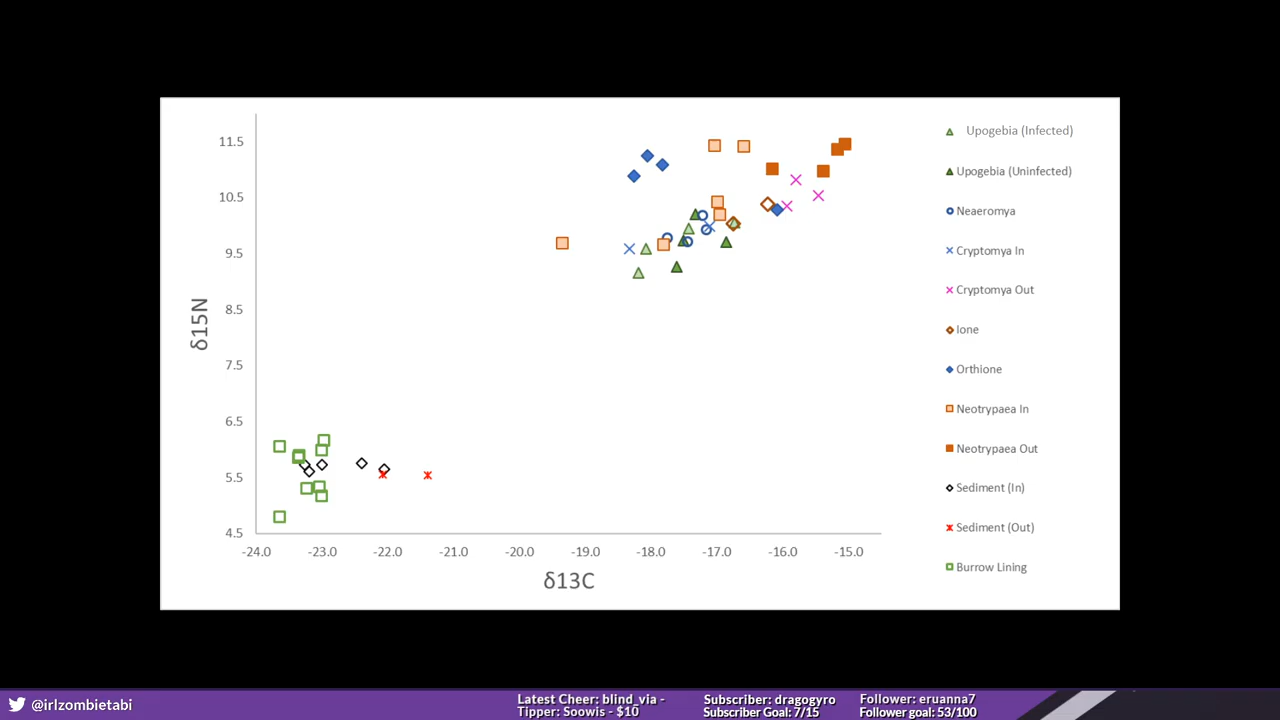 11.5
10.5
9.5
8.5
7.5
6.5
5.5
4.5
δ15N
-24.0 -23.0 -22.0 -21.0 -20.0 -19.0 -18.0 -17.0 -16.0 -15.0
δ13C
Upogebia (Infected)
Upogebia (Uninfected)
Neaeromya
Cryptomya In
Cryptomya Out
Ione
Orthione
Neotrypaea In
Neotrypaea Out
Sediment (In)
Sediment (Out)
Burrow Lining
@irlzombietabi
Latest Cheer: blind_via -
Tipper: Soowis - $10
Subscriber: dragogyro
Subscriber Goal: 7/15
Follower: eruanna7
Follower goal: 53/100